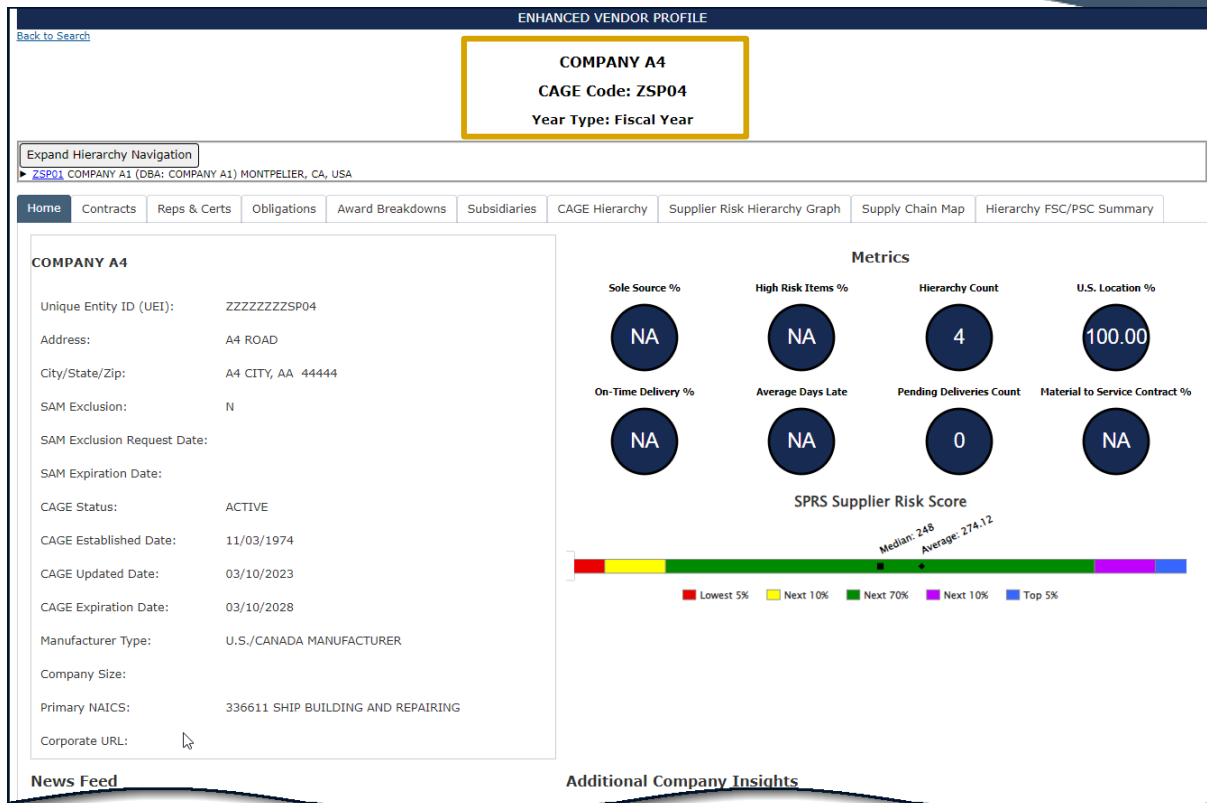 ENHANCED VENDOR PROFILE
Back to Search
COMPANY A4
CAGE Code: ZSP04
Year Type: Fiscal Year
Expand Hierarchy Navigation
▶ ZSP01 COMPANY A1 (DBA: COMPANY A1) MONTPELIER, CA, USA
Home Contracts Reps & Certs Obligations Award Breakdowns Subsidiaries CAGE Hierarchy Supplier Risk Hierarchy Graph Supply Chain Map Hierarchy FSC/PSC Summary
COMPANY A4
Unique Entity ID (UEI): ZZZZZZZZSP04
Address: A4 ROAD
City/State/Zip: A4 CITY, AA 44444
SAM Exclusion: N
SAM Exclusion Request Date:
SAM Expiration Date:
CAGE Status: ACTIVE
CAGE Established Date: 11/03/1974
CAGE Updated Date: 03/10/2023
CAGE Expiration Date: 03/10/2028
Manufacturer Type: U.S./CANADA MANUFACTURER
Company Size:
Primary NAICS: 336611 SHIP BUILDING AND REPAIRING
Corporate URL:
Metrics
Sole Source % High Risk Items % Hierarchy Count U.S. Location %
NA NA 4 100.00
On-Time Delivery % Average Days Late Pending Deliveries Count Material to Service Contract %
NA NA 0 NA
SPRS Supplier Risk Score
Median: 248 Average: 274.12
Lowest 5% Next 10% Next 70% Next 10% Top 5%
News Feed
Additional Company Insights